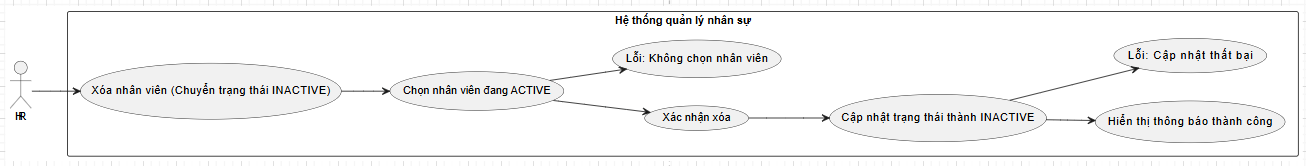 Hệ thống quản lý nhân sự
HR
Xóa nhân viên (Chuyển trạng thái INACTIVE)
Chọn nhân viên đang ACTIVE
Lỗi: Không chọn nhân viên
Xác nhận xóa
Cập nhật trạng thái thành INACTIVE
Lỗi: Cập nhật thất bại
Hiển thị thông báo thành công